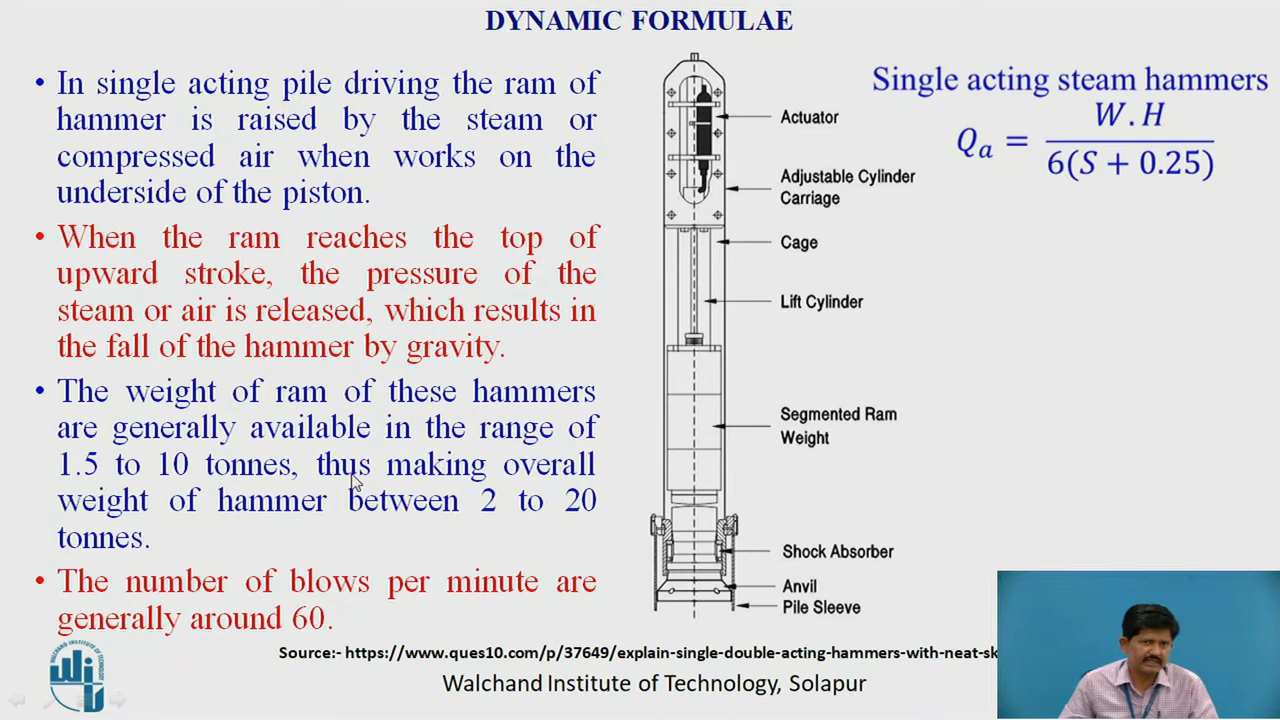 DYNAMIC FORMULAE
• In single acting pile driving the ram of
hammer is raised by the steam or
compressed air when works on the
underside of the piston.
• When the ram reaches the top of
upward stroke, the pressure of the
steam or air is released, which results in
the fall of the hammer by gravity.
• The weight of ram of these hammers
are generally available in the range of
1.5 to 10 tonnes, thus making overall
weight of hammer between 2 to 20
tonnes.
• The number of blows per minute are
generally around 60.
Actuator
Adjustable Cylinder
Carriage
Cage
Lift Cylinder
Segmented Ram
Weight
Shock Absorber
Anvil
Pile Sleeve
Single acting steam hammers
Qₐ = W . H / 6(S + 0.25)
Source:- https://www.ques10.com/p/37649/explain-single-double-acting-hammers-with-neat-sk
Walchand Institute of Technology, Solapur